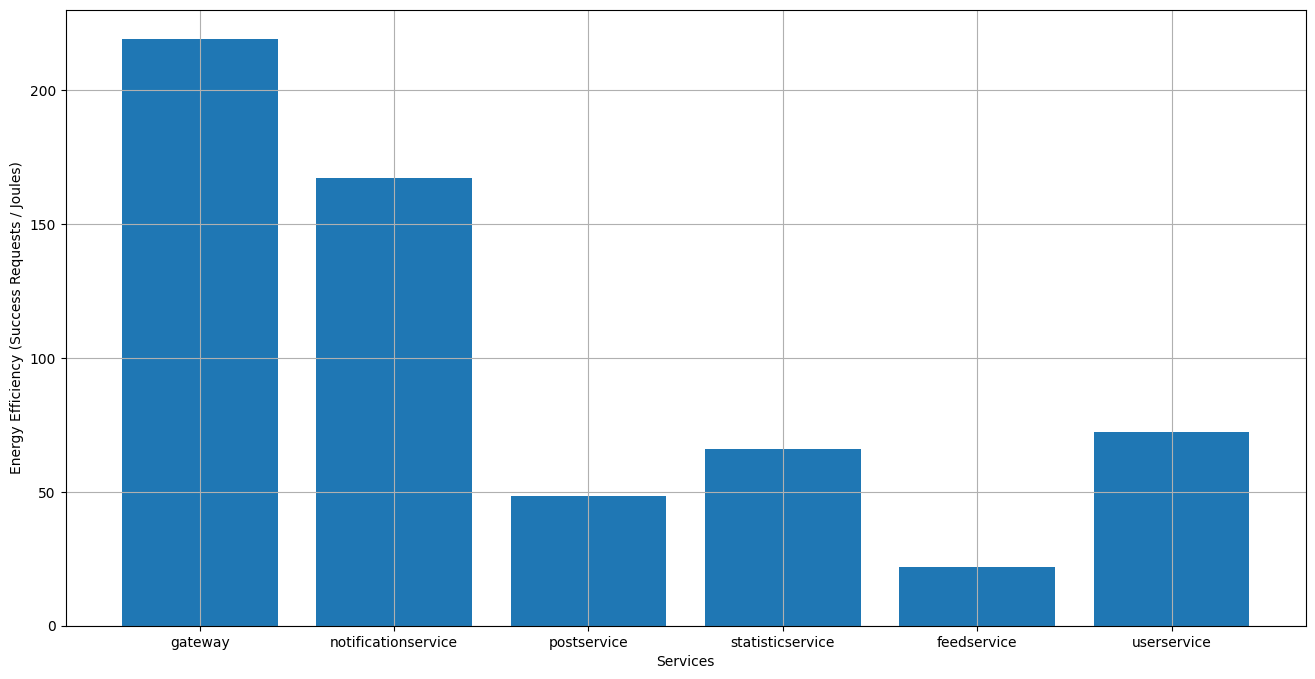 Energy Efficiency (Success Requests / Joules)
200
150
100
50
0
gateway notificationservice postservice statisticservice feedservice userservice
Services